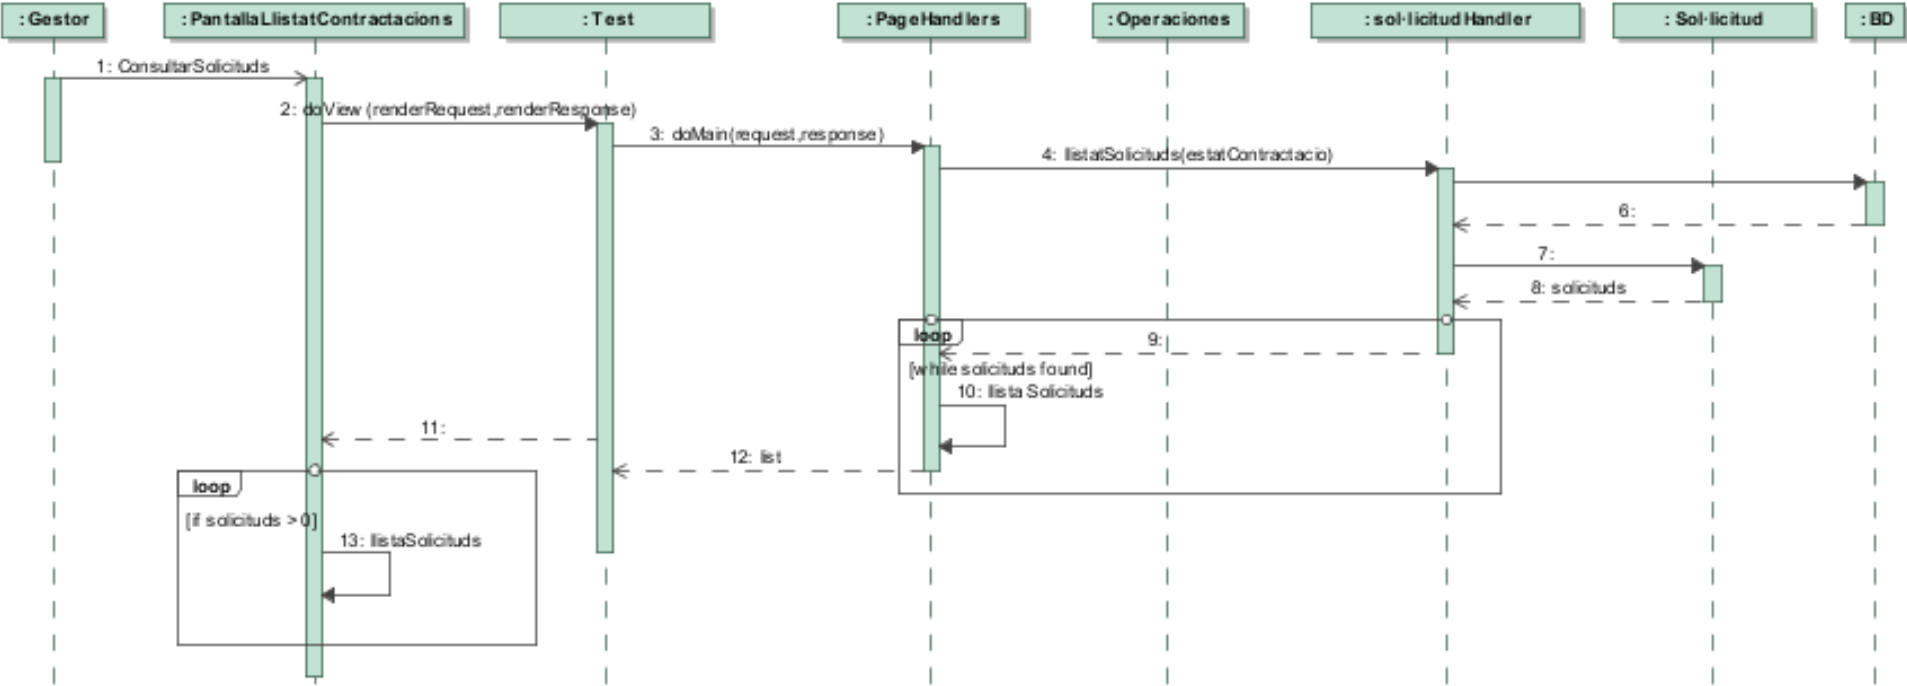 : Gestor
: PantallaLlistatContractacions
: Test
: PageHandlers
: Operaciones
: sol·licitudHandler
: Sol·licitud
: BD
1: ConsultarSolicituds
2: doView (renderRequest,renderResponse)
3: doMain(request,response)
4: llistatSolicituds(estatContractacio)
6:
7:
8: solicituds
loop
9:
[while solicituds found]
10: llista Solicituds
11:
12: list
loop
[if solicituds > 0]
13: llistaSolicituds